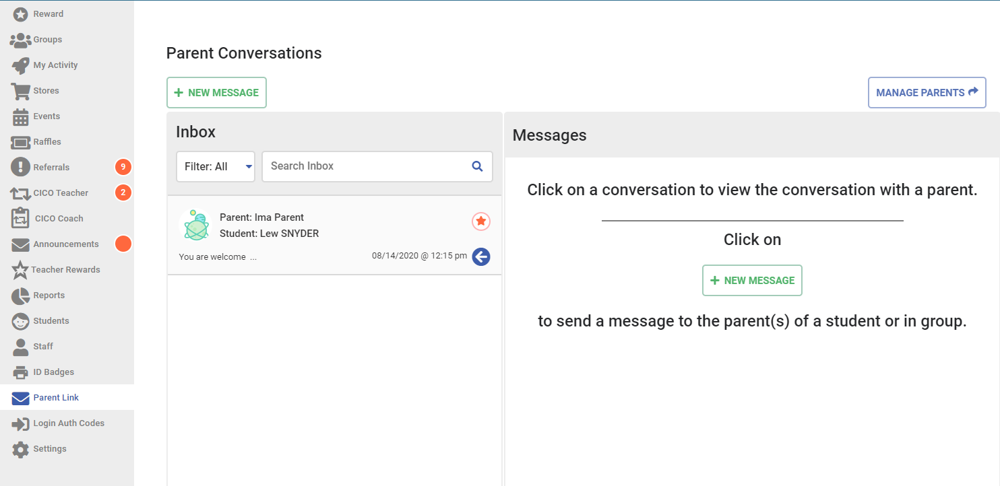 Reward
Groups
My Activity
Stores
Events
Raffles
Referrals 9
CICO Teacher 2
CICO Coach
Announcements
Teacher Rewards
Reports
Students
Staff
ID Badges
Parent Link
Login Auth Codes
Settings
Parent Conversations
+ NEW MESSAGE
MANAGE PARENTS
Inbox
Filter: All
Search Inbox
Parent: Ima Parent
Student: Lew SNYDER
You are welcome ...
08/14/2020 @ 12:15 pm
Messages
Click on a conversation to view the conversation with a parent.
Click on
+ NEW MESSAGE
to send a message to the parent(s) of a student or in group.